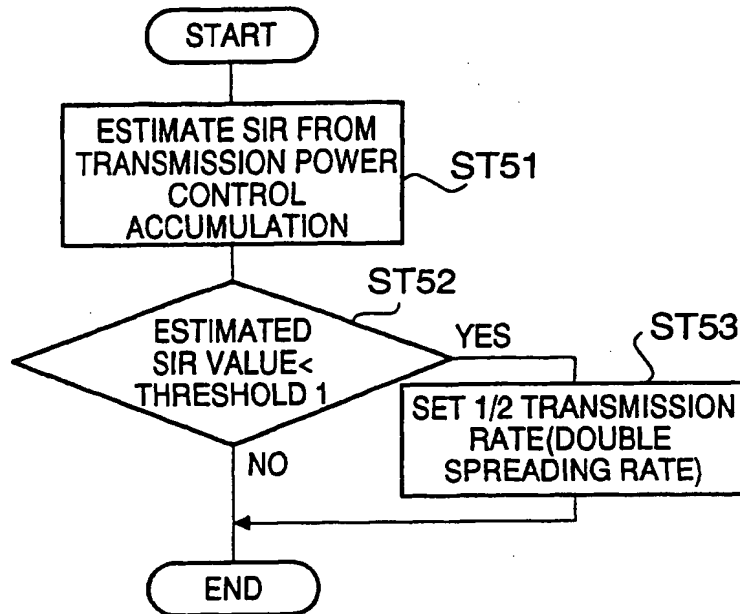 START
ESTIMATE SIR FROM
TRANSMISSION POWER
CONTROL
ACCUMULATION
ST51
ST52
ESTIMATED
SIR VALUE<
THRESHOLD 1
YES
ST53
SET 1/2 TRANSMISSION
RATE(DOUBLE
SPREADING RATE)
NO
END